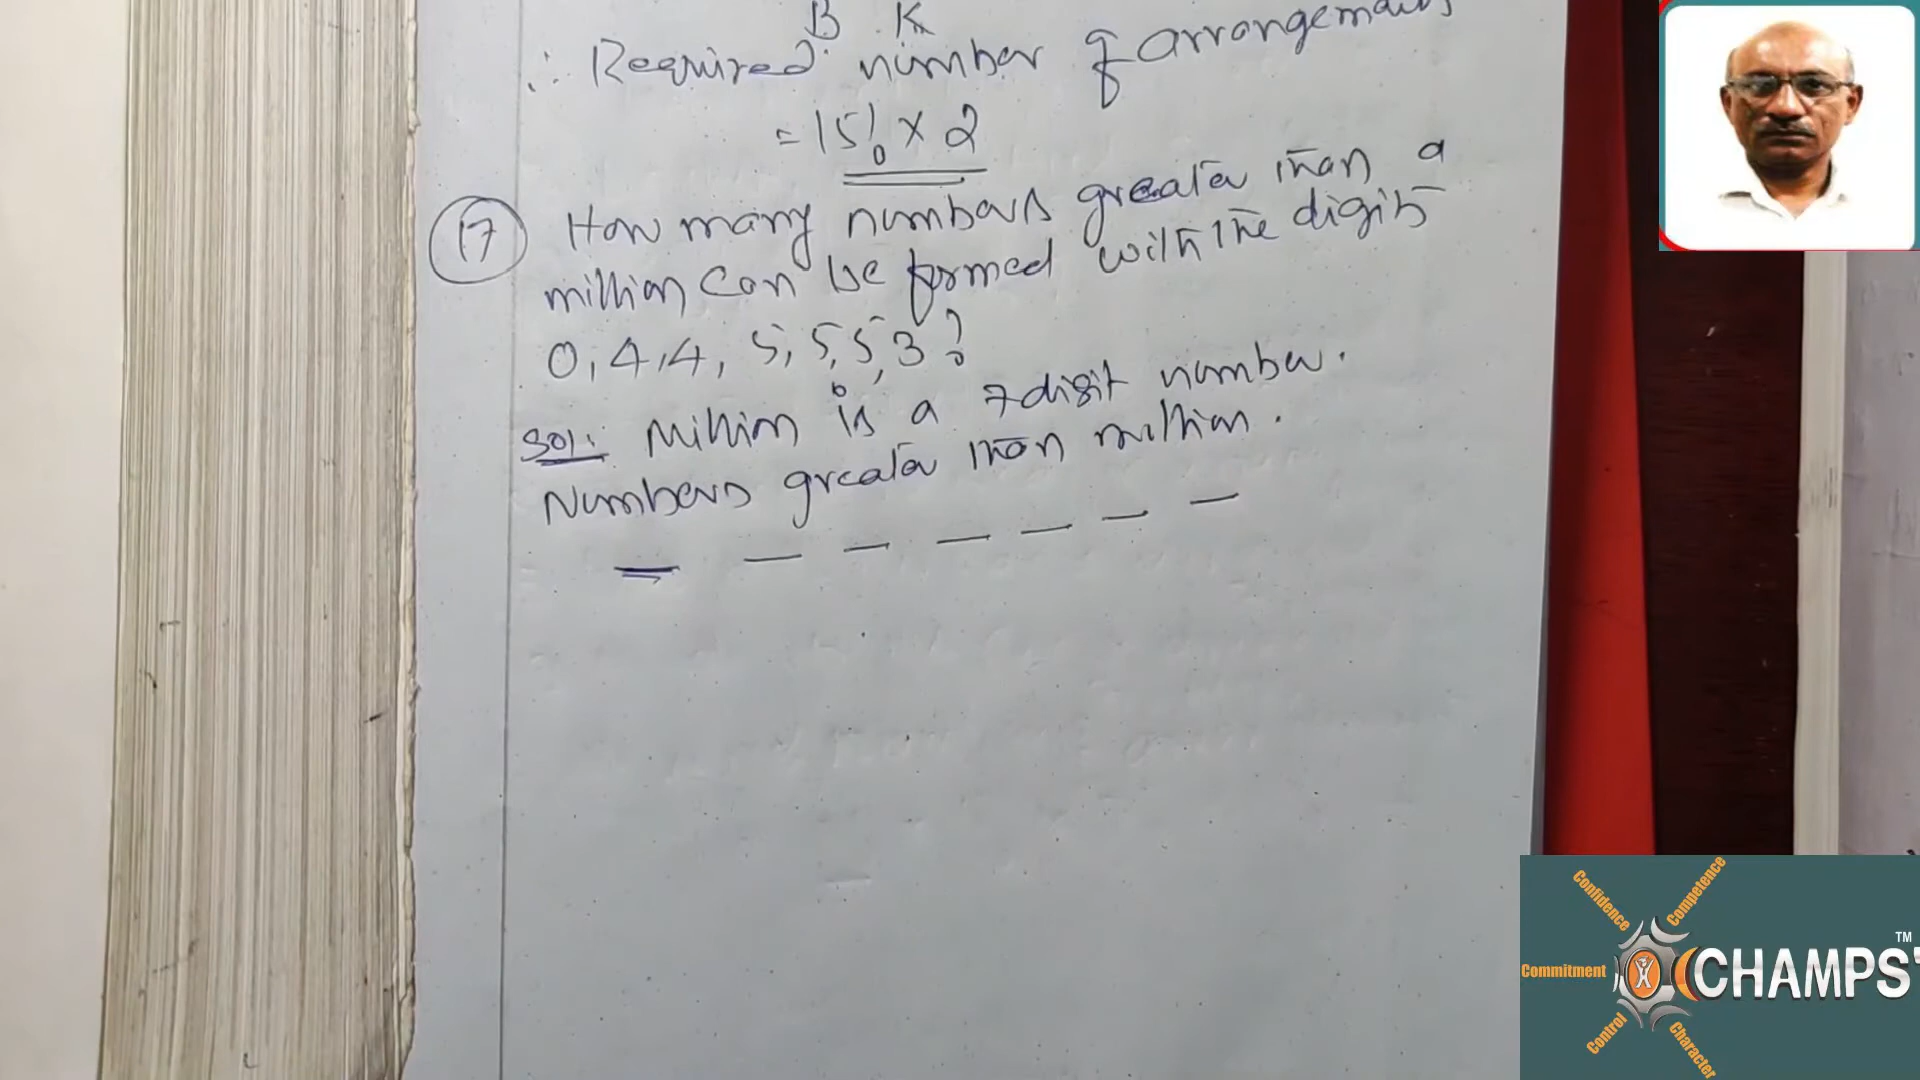 B K
∴ Required number of arrangements
= 15! × 2
17 How many numbers greater than a
million can be formed with the digits
0, 4, 4, 5, 5, 5, 3?
Sol: Million is a 7 digit number.
Numbers greater than million.
Confidence
Competence
Commitment
CHAMPS
TM
Control
Character